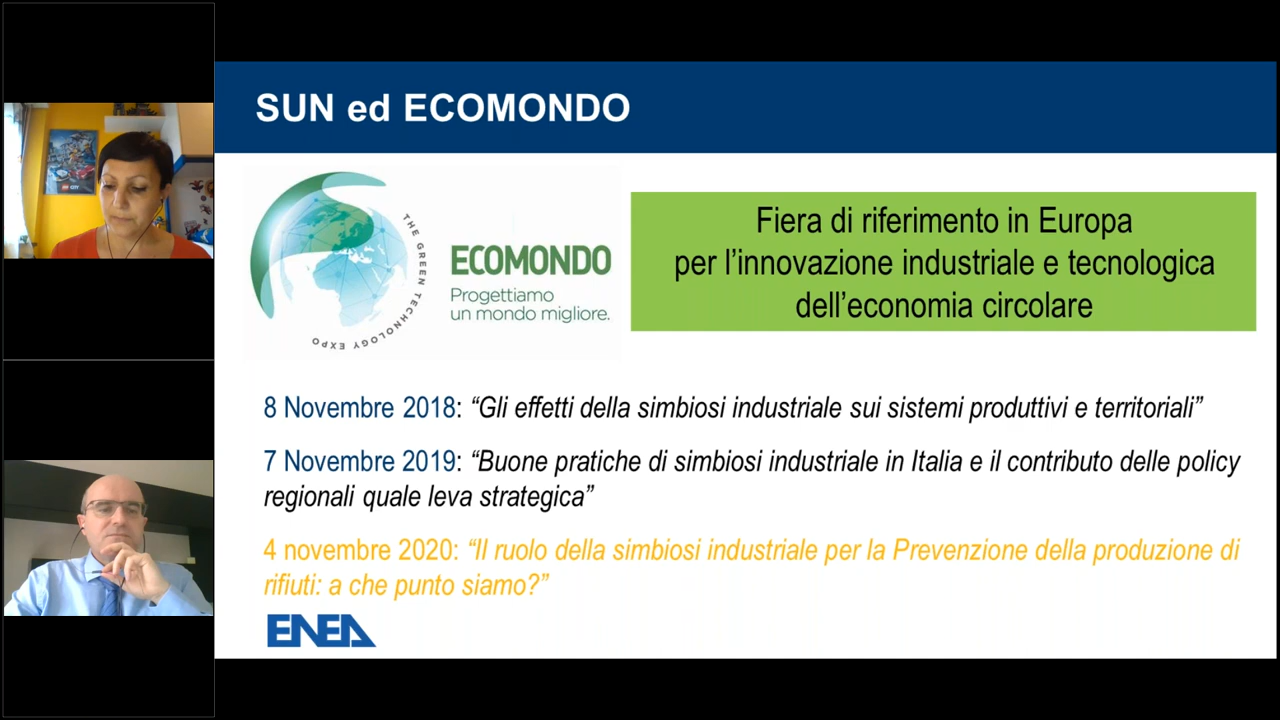 SUN ed ECOMONDO
THE GREEN TECHNOLOGY EXPO
ECOMONDO
Progettiamo
un mondo migliore.
Fiera di riferimento in Europa
per l’innovazione industriale e tecnologica
dell’economia circolare
8 Novembre 2018: “Gli effetti della simbiosi industriale sui sistemi produttivi e territoriali”
7 Novembre 2019: “Buone pratiche di simbiosi industriale in Italia e il contributo delle policy
regionali quale leva strategica”
4 novembre 2020: “Il ruolo della simbiosi industriale per la Prevenzione della produzione di
rifiuti: a che punto siamo?”
ENEA